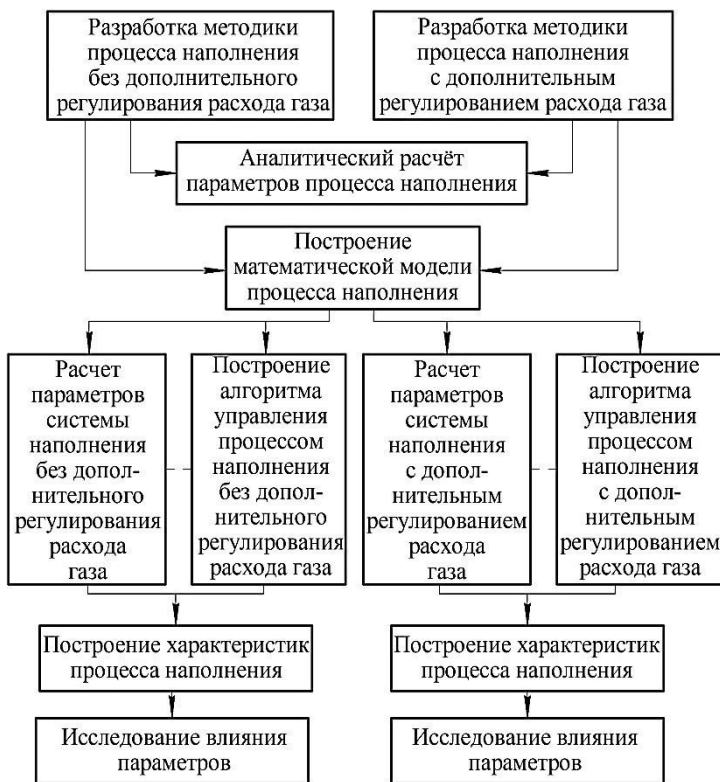 Разработка методики
процесса наполнения
без дополнительного
регулирования расхода газа
Разработка методики
процесса наполнения
с дополнительным
регулированием расхода газа
Аналитический расчёт
параметров процесса наполнения
Построение
математической модели
процесса наполнения
Расчет
параметров
системы
наполнения
без допол-
нительного
регулирования
расхода
газа
Построение
алгоритма
управления
процессом
наполнения
без допол-
нительного
регулирования
расхода газа
Расчет
параметров
системы
наполнения
с допол-
нительным
регулированием
расхода
газа
Построение
алгоритма
управления
процессом
наполнения
с допол-
нительным
регулированием
расхода газа
Построение характеристик
процесса наполнения
Построение характеристик
процесса наполнения
Исследование влияния
параметров
Исследование влияния
параметров